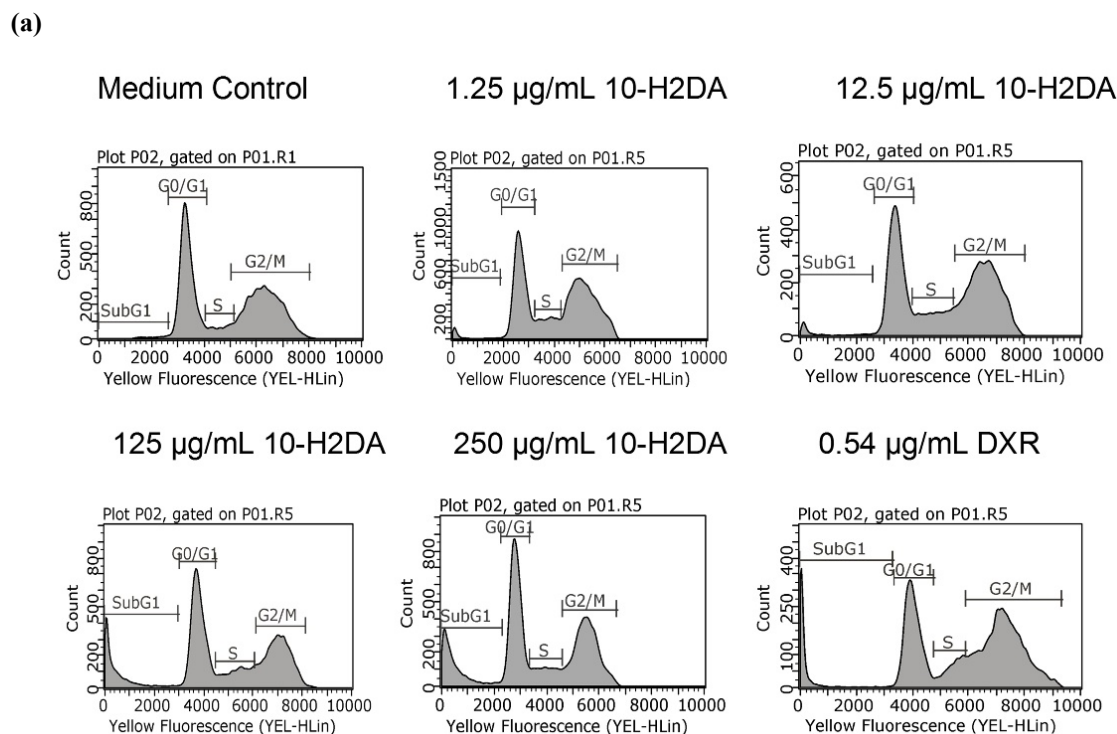 (a)
Medium Control
Plot P02, gated on P01.R1
Count
0
200
500
800
SubG1
G0/G1
S
G2/M
0 2000 4000 6000 8000 10000
Yellow Fluorescence (YEL-HLin)
1.25 µg/mL 10-H2DA
Plot P02, gated on P01.R5
Count
0
200
600
1000
1500
SubG1
G0/G1
S
G2/M
0 2000 4000 6000 8000 10000
Yellow Fluorescence (YEL-HLin)
12.5 µg/mL 10-H2DA
Plot P02, gated on P01.R5
Count
0
200
400
600
SubG1
G0/G1
S
G2/M
0 2000 4000 6000 8000 10000
Yellow Fluorescence (YEL-HLin)
125 µg/mL 10-H2DA
Plot P02, gated on P01.R5
Count
0
200
500
800
SubG1
G0/G1
S
G2/M
0 2000 4000 6000 8000 10000
Yellow Fluorescence (YEL-HLin)
250 µg/mL 10-H2DA
Plot P02, gated on P01.R5
Count
0
200
500
800
SubG1
G0/G1
S
G2/M
0 2000 4000 6000 8000 10000
Yellow Fluorescence (YEL-HLin)
0.54 µg/mL DXR
Plot P02, gated on P01.R5
Count
0
100
250
400
SubG1
G0/G1
S
G2/M
0 2000 4000 6000 8000 10000
Yellow Fluorescence (YEL-HLin)